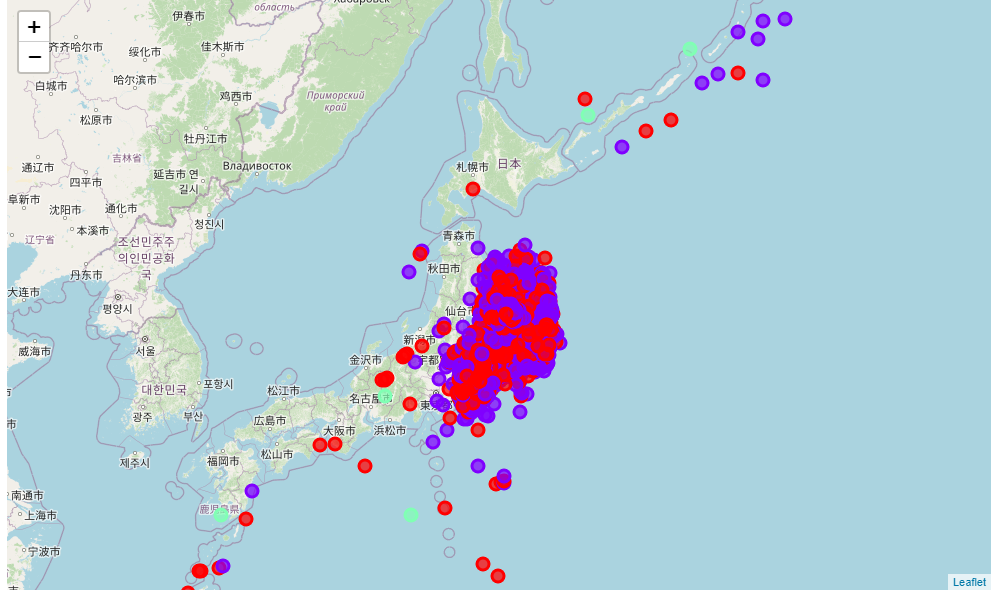 +
−
область
Хабаровск
伊春市
齐齐哈尔市
绥化市
佳木斯市
白城市
哈尔滨市
鸡西市
Приморский
край
松原市
牡丹江市
吉林省
Владивосток
札幌市
日本
通辽市
四平市
延吉市 연
길시
阜新市
沈阳市
通化市
청진시
本溪市
辽宁省
조선민주주
의인민공화
국
青森市
丹东市
秋田市
大连市
평양시
仙台市
新潟市
서울
威海市
金沢市
宇都
대한민국
포항시
松江市
名古屋市
東京
광주
부산
広島市
大阪市
浜松市
松山市
제주시
福岡市
南通市
鹿児島県
上海市
宁波市
市
Leaflet